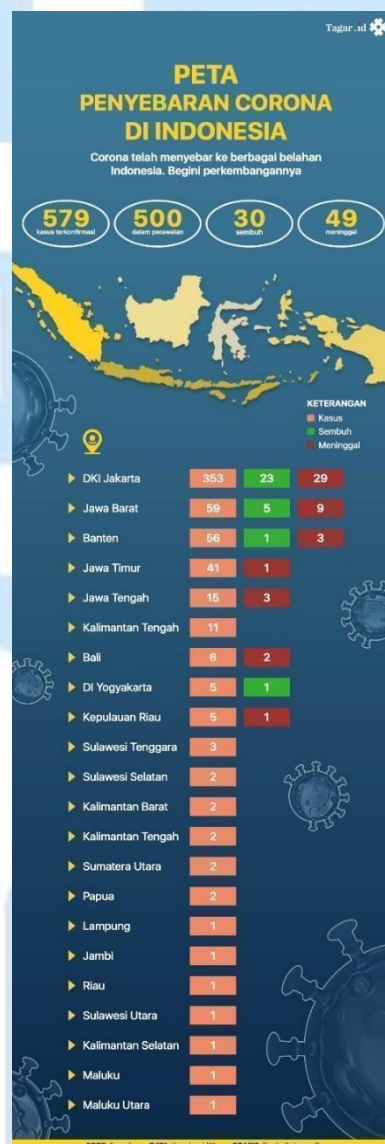 Tagar.id
PETA
PENYEBARAN CORONA
DI INDONESIA
Corona telah menyebar ke berbagai belahan
Indonesia. Begini perkembangannya
579 500 30 49
kasus terkonfirmasi dalam perawatan sembuh meninggal
KETERANGAN
Kasus
Sembuh
Meninggal
DKI Jakarta 353 23 29
Jawa Barat 59 5 9
Banten 56 1 3
Jawa Timur 41 1
Jawa Tengah 15 3
Kalimantan Tengah 11
Bali 6 2
DI Yogyakarta 5 1
Kepulauan Riau 5 1
Sulawesi Tenggara 3
Sulawesi Selatan 2
Kalimantan Barat 2
Kalimantan Tengah 2
Sumatera Utara 2
Papua 2
Lampung 1
Jambi 1
Riau 1
Sulawesi Utara 1
Kalimantan Selatan 1
Maluku 1
Maluku Utara 1